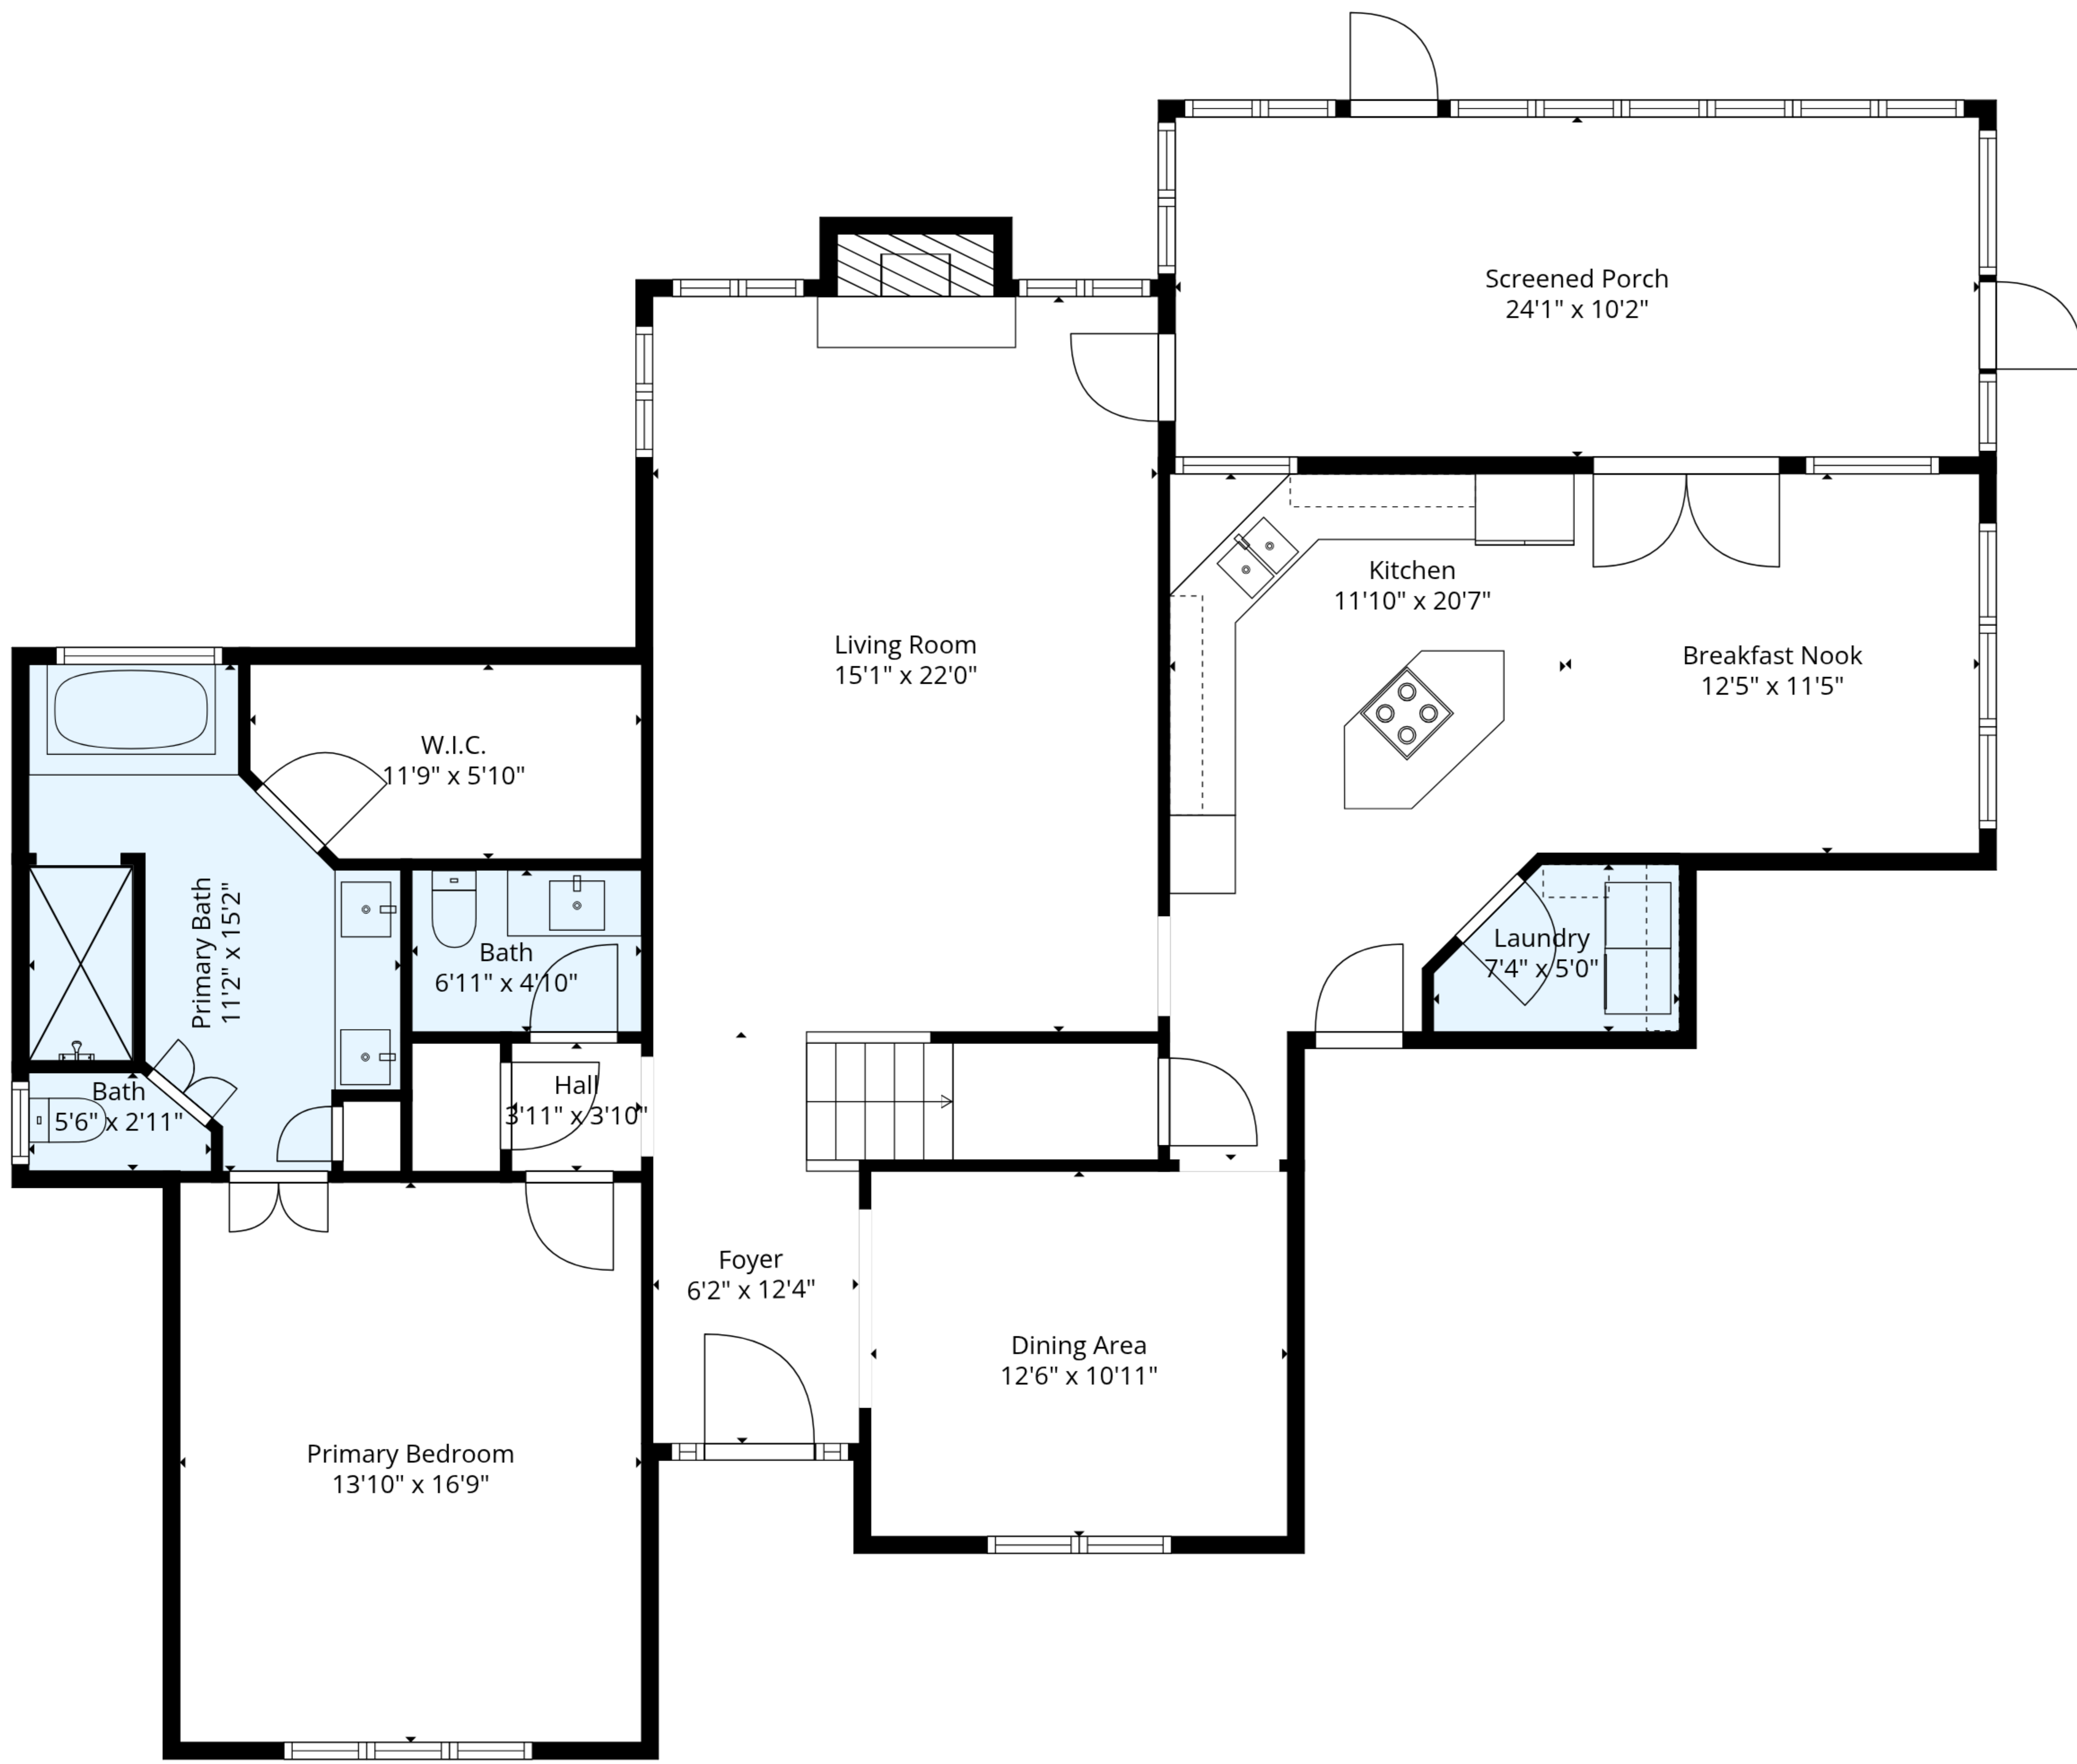 Screened Porch
24'1" x 10'2"
Kitchen
11'10" x 20'7"
Living Room
15'1" x 22'0"
Breakfast Nook
12'5" x 11'5"
W.I.C.
11'9" x 5'10"
Primary Bath
11'2" x 15'2"
Bath
6'11" x 4'10"
Laundry
7'4" x 5'0"
Bath
5'6" x 2'11"
Hall
3'11" x 3'10"
Foyer
6'2" x 12'4"
Dining Area
12'6" x 10'11"
Primary Bedroom
13'10" x 16'9"